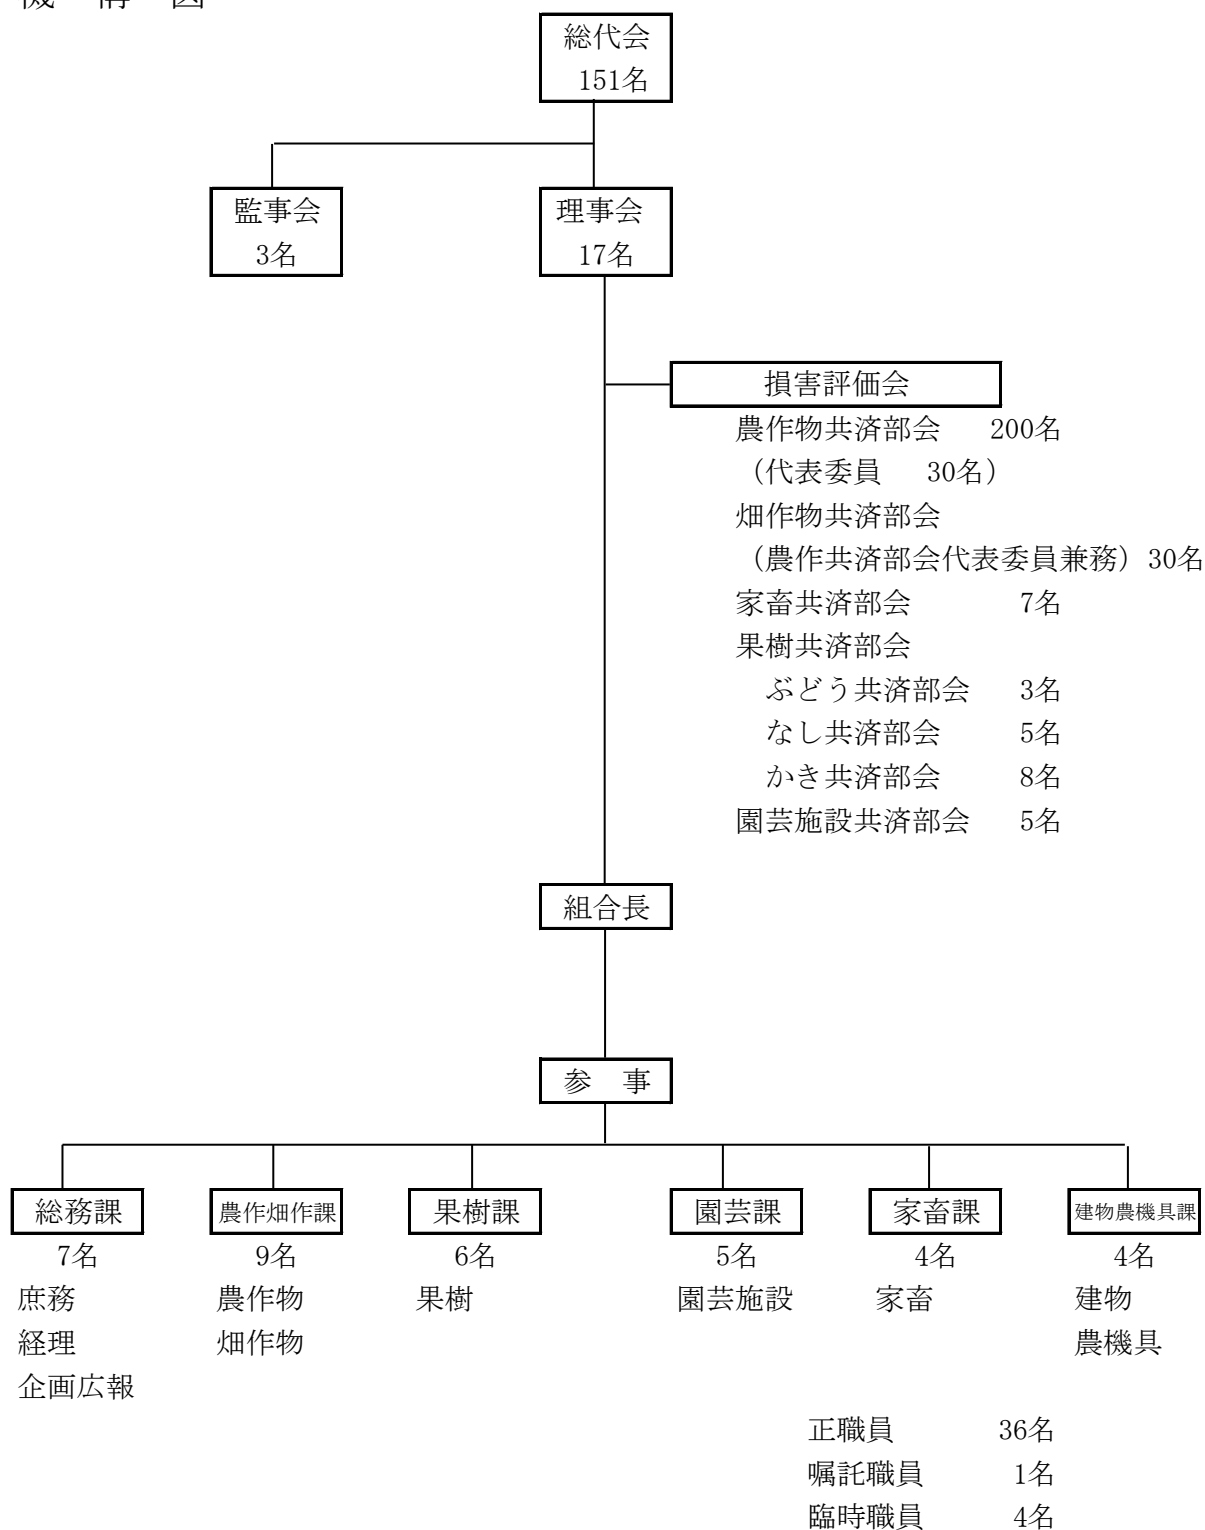 機 構 図
総代会
151名
監事会
3名
理事会
17名
損害評価会
農作物共済部会 200名
（代表委員 30名）
畑作物共済部会
（農作共済部会代表委員兼務）30名
家畜共済部会 7名
果樹共済部会
ぶどう共済部会 3名
なし共済部会 5名
かき共済部会 8名
園芸施設共済部会 5名
組合長
参 事
総務課 農作畑作課 果樹課 園芸課 家畜課 建物農機具課
7名 9名 6名 5名 4名 4名
庶務 農作物 果樹 園芸施設 家畜 建物
経理 畑作物 農機具
企画広報
正職員 36名
嘱託職員 1名
臨時職員 4名